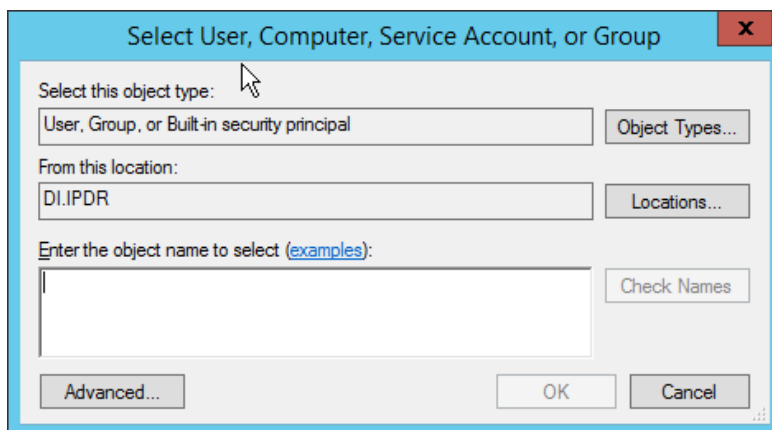 Select User, Computer, Service Account, or Group
x
Select this object type:
User, Group, or Built-in security principal
Object Types...
From this location:
DI.IPDR
Locations...
Enter the object name to select (examples):
Check Names
Advanced...
OK
Cancel